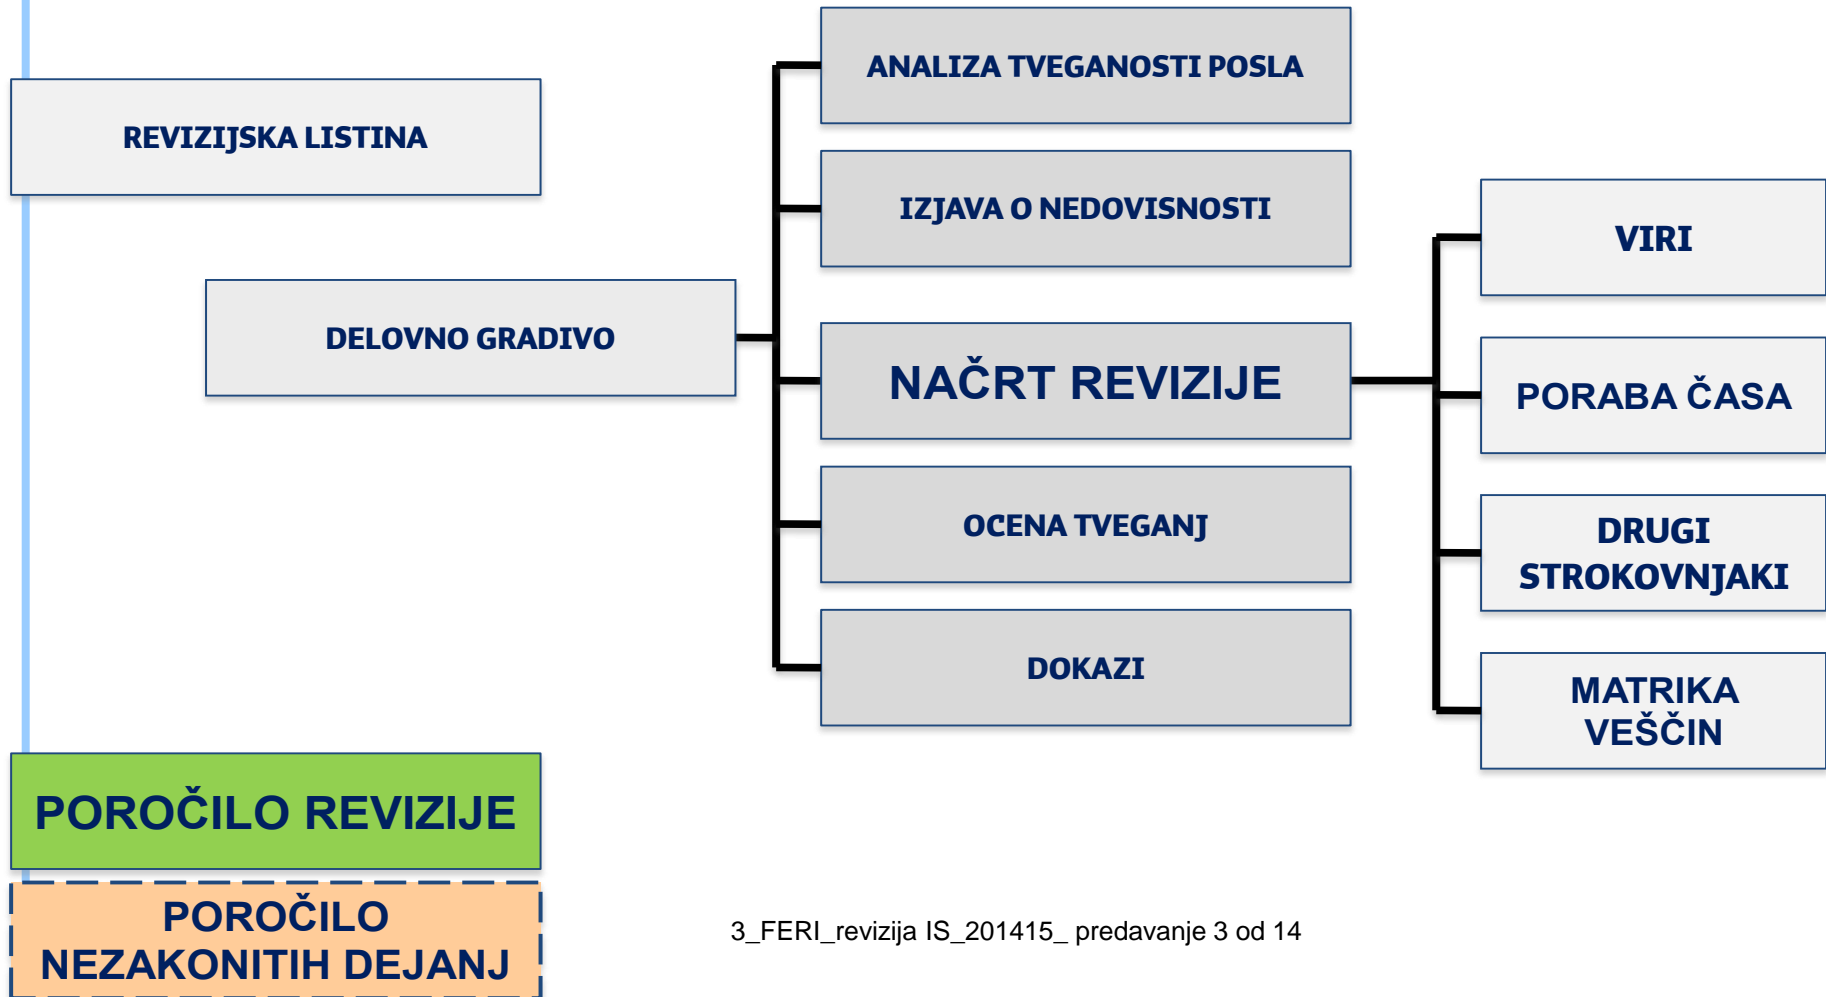 ANALIZA TVEGANOSTI POSLA
REVIZIJSKA LISTINA
IZJAVA O NEDOVISNOSTI
VIRI
DELOVNO GRADIVO
NAČRT REVIZIJE
PORABA ČASA
OCENA TVEGANJ
DRUGI
STROKOVNJAKI
DOKAZI
MATRIKA
VEŠČIN
POROČILO REVIZIJE
POROČILO
NEZAKONITIH DEJANJ
3_FERI_revizija IS_201415_ predavanje 3 od 14